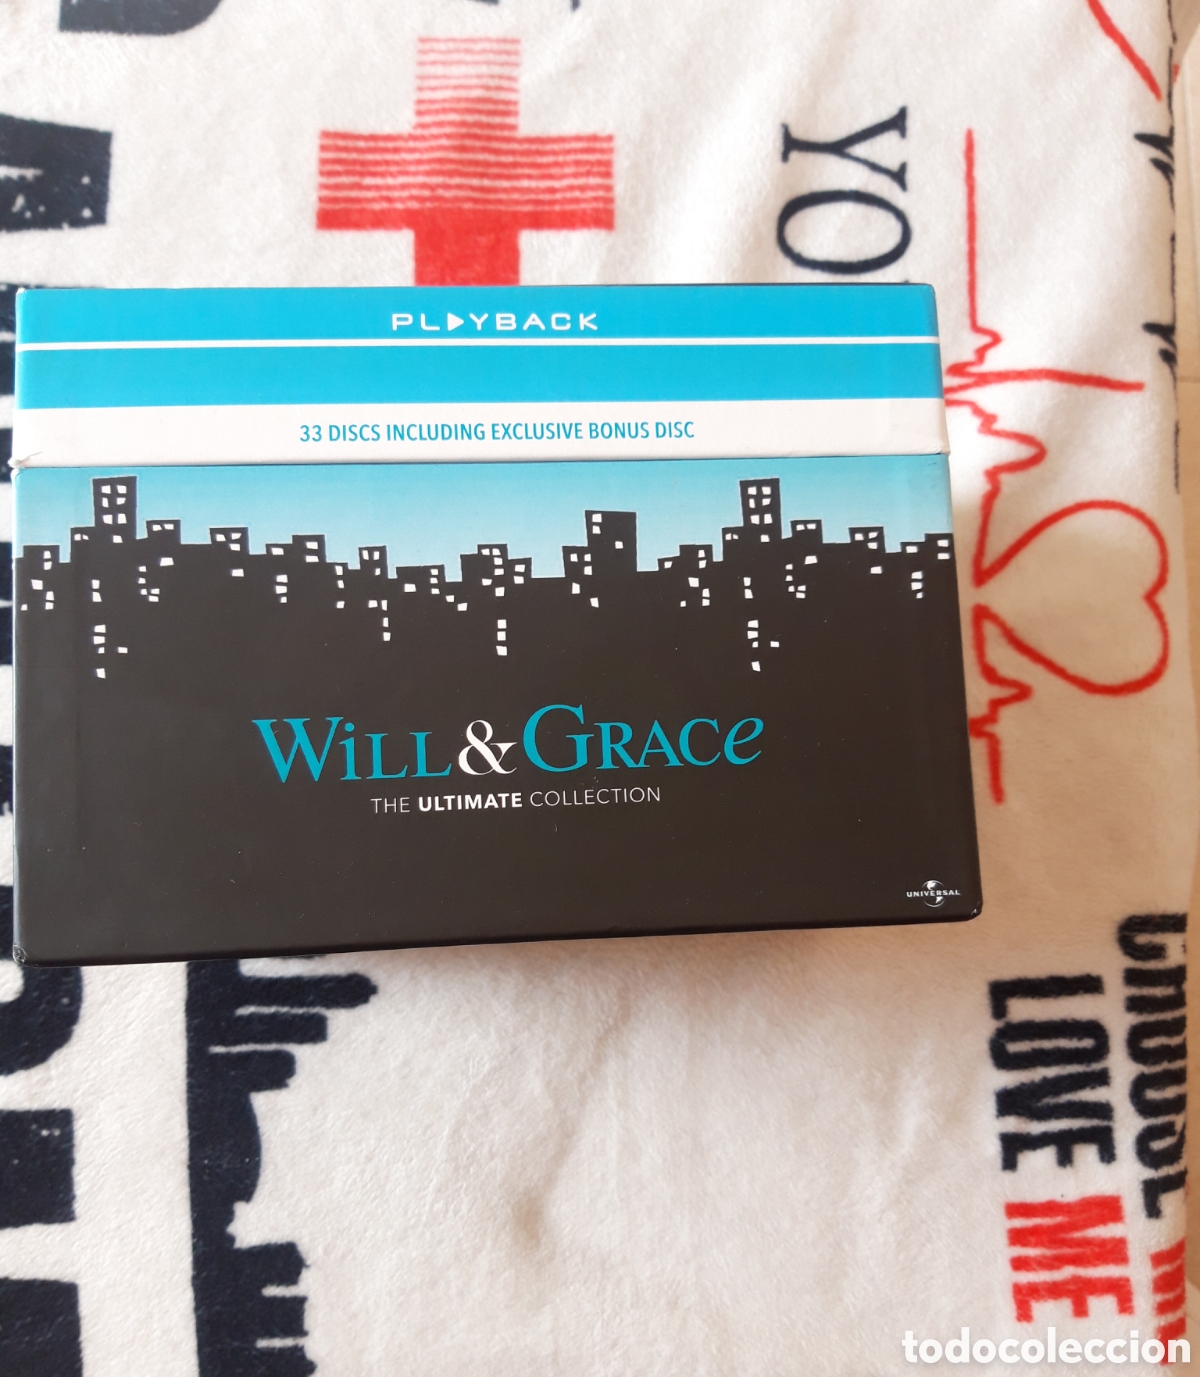 YO
PLAYBACK
33 DISCS INCLUDING EXCLUSIVE BONUS DISC
WiLL & GRACe
THE ULTIMATE COLLECTION
UNIVERSAL
LOVE ME
todocoleccion